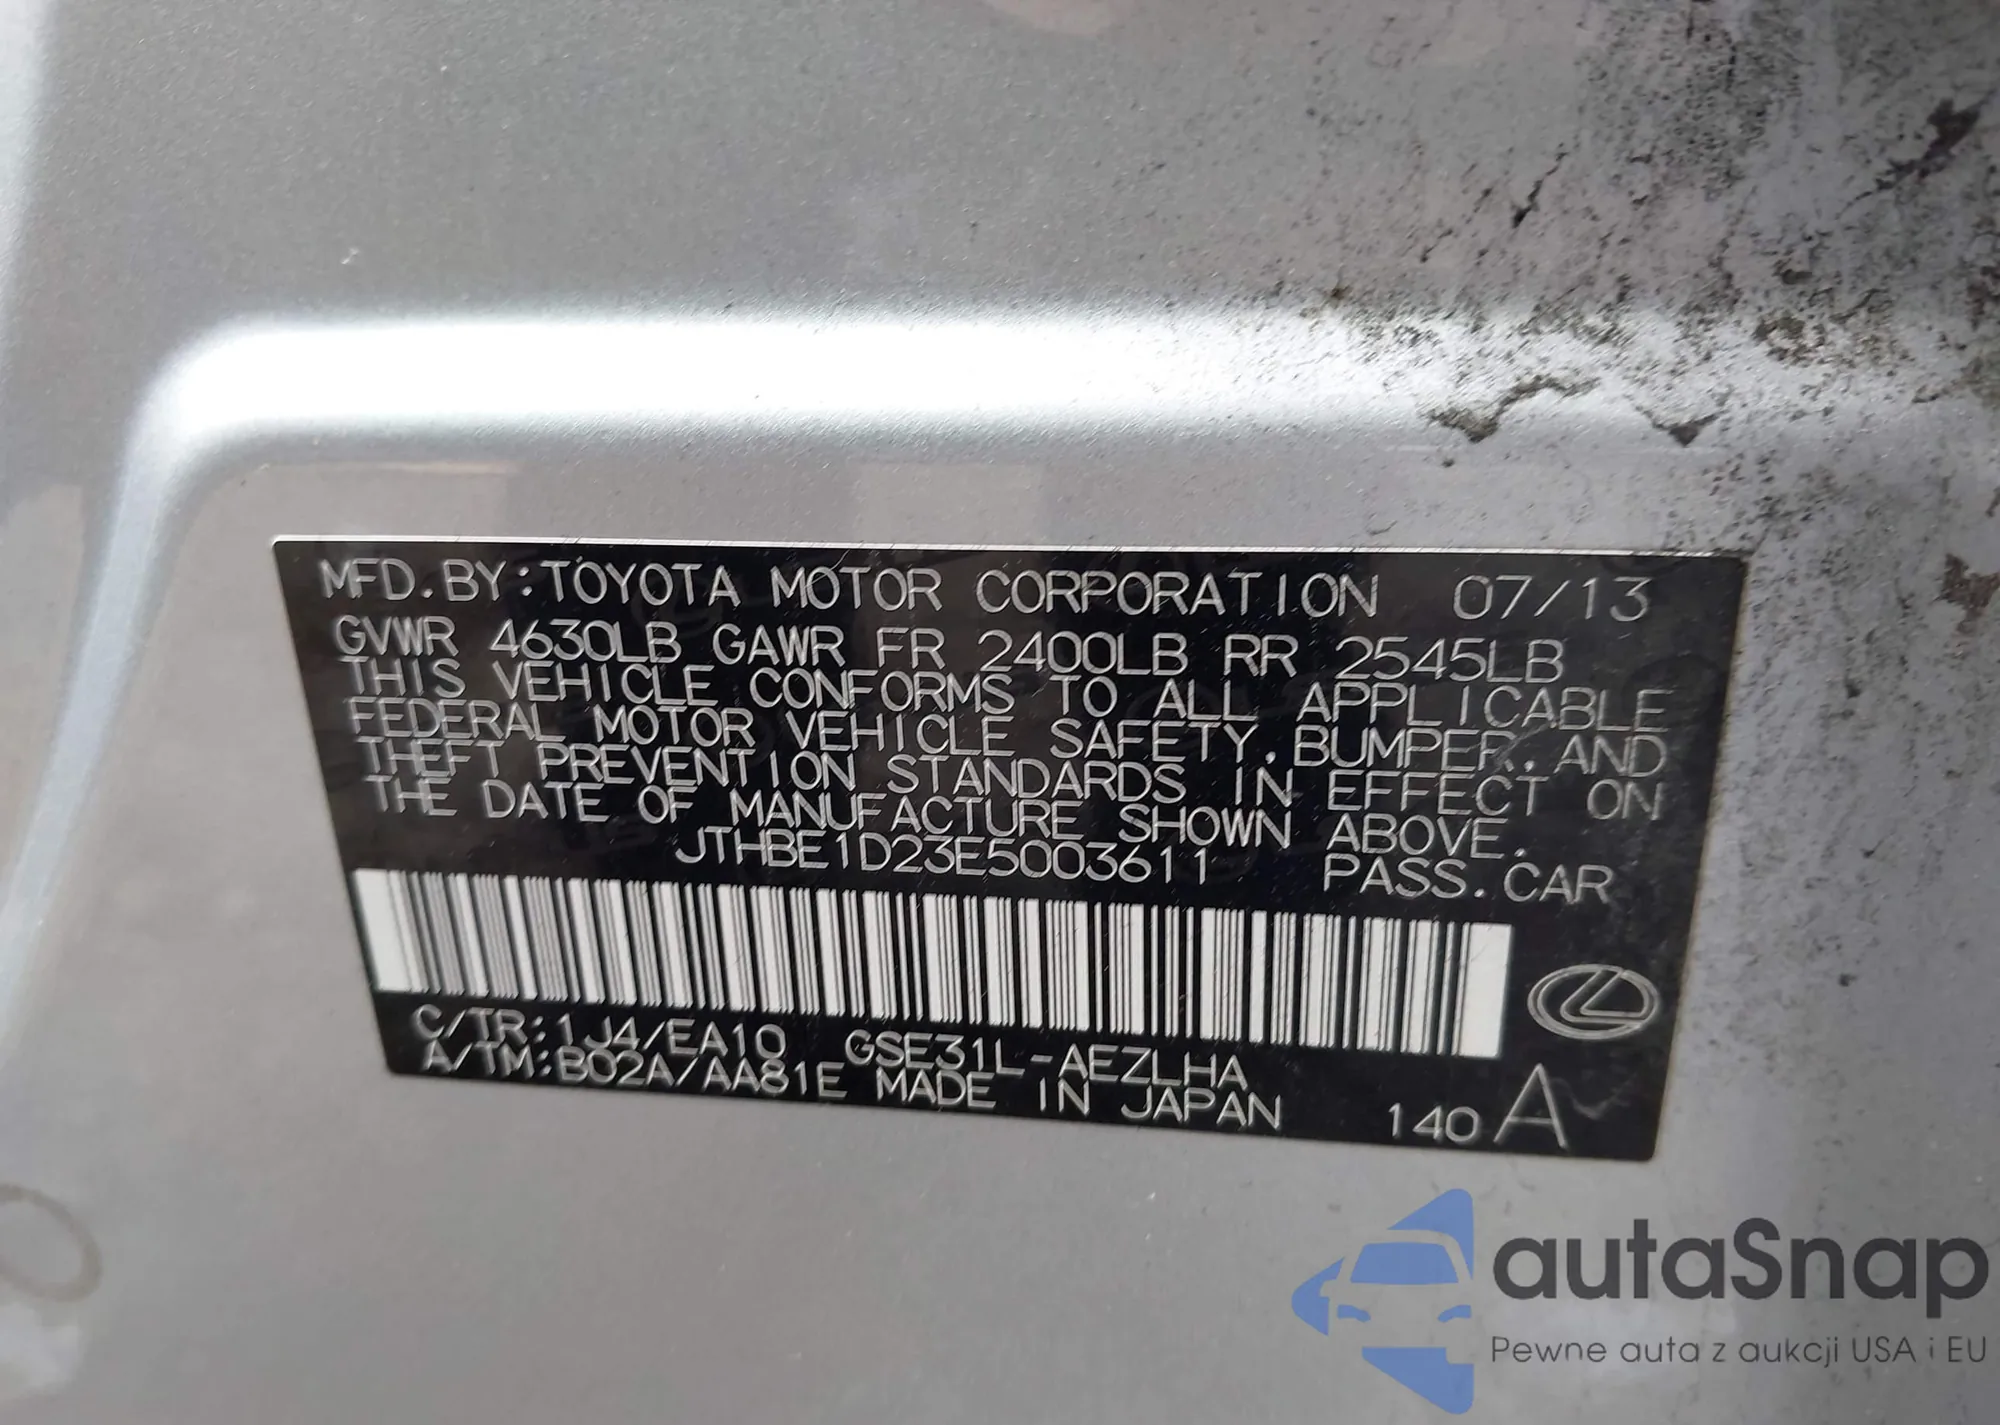 MFD.BY:TOYOTA MOTOR CORPORATION 07/13
GVWR 4630LB GAWR FR 2400LB RR 2545LB
THIS VEHICLE CONFORMS TO ALL APPLICABLE
FEDERAL MOTOR VEHICLE SAFETY, BUMPER, AND
THEFT PREVENTION STANDARDS IN EFFECT ON
THE DATE OF MANUFACTURE SHOWN ABOVE.
JTHBE1D23E5003611 PASS.CAR
C/TR:1J4/EA10 GSE31L-AEZLHA
A/TM:B02A/AA81E MADE IN JAPAN 140 A
autaSnap
Pewne auta z aukcji USA i EU